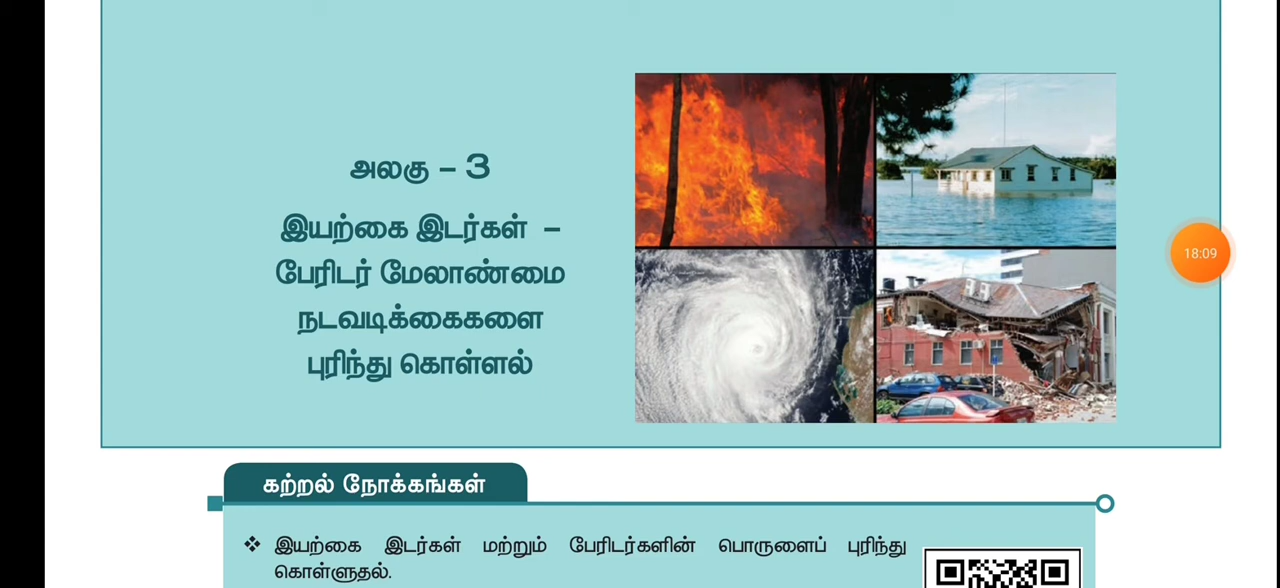 அலகு – 3
இயற்கை இடர்கள் –
பேரிடர் மேலாண்மை
நடவடிக்கைகளை
புரிந்து கொள்ளல்
18:09
கற்றல் நோக்கங்கள்
❖ இயற்கை இடர்கள் மற்றும் பேரிடர்களின் பொருளைப் புரிந்து
கொள்ளுதல்.